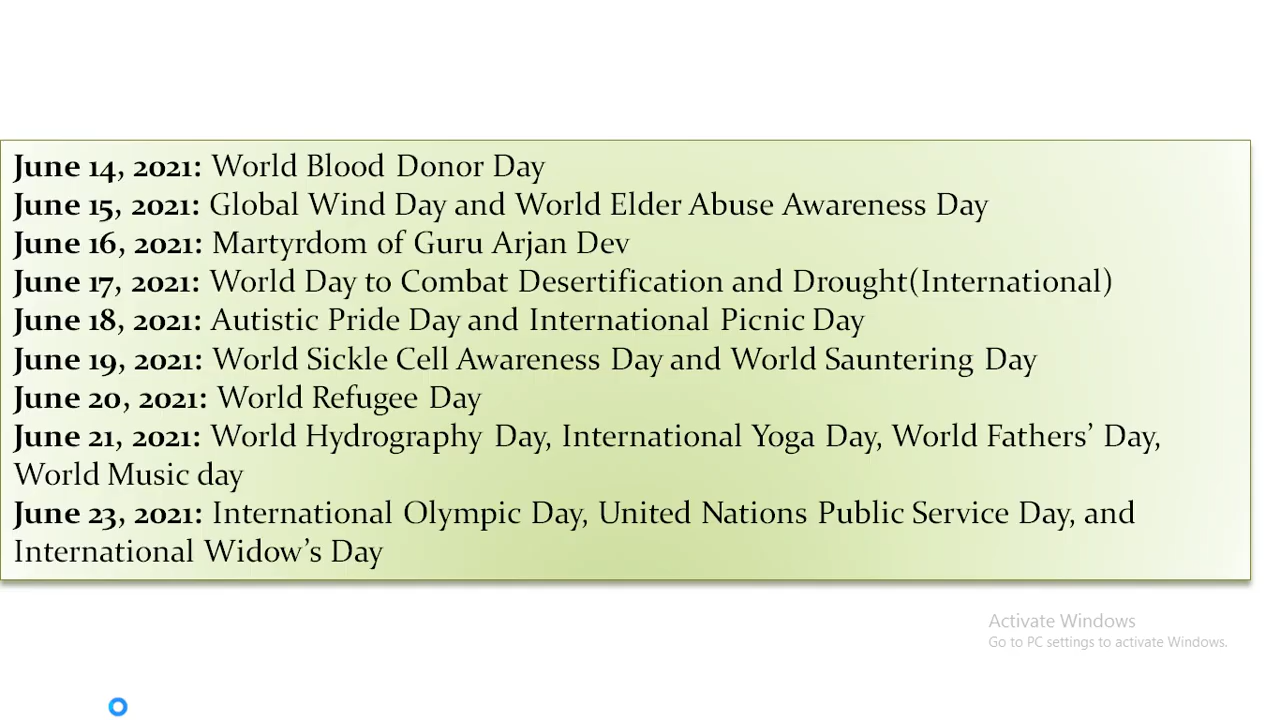 June 14, 2021: World Blood Donor Day
June 15, 2021: Global Wind Day and World Elder Abuse Awareness Day
June 16, 2021: Martyrdom of Guru Arjan Dev
June 17, 2021: World Day to Combat Desertification and Drought(International)
June 18, 2021: Autistic Pride Day and International Picnic Day
June 19, 2021: World Sickle Cell Awareness Day and World Sauntering Day
June 20, 2021: World Refugee Day
June 21, 2021: World Hydrography Day, International Yoga Day, World Fathers’ Day,
World Music day
June 23, 2021: International Olympic Day, United Nations Public Service Day, and
International Widow’s Day
Activate Windows
Go to PC settings to activate Windows.